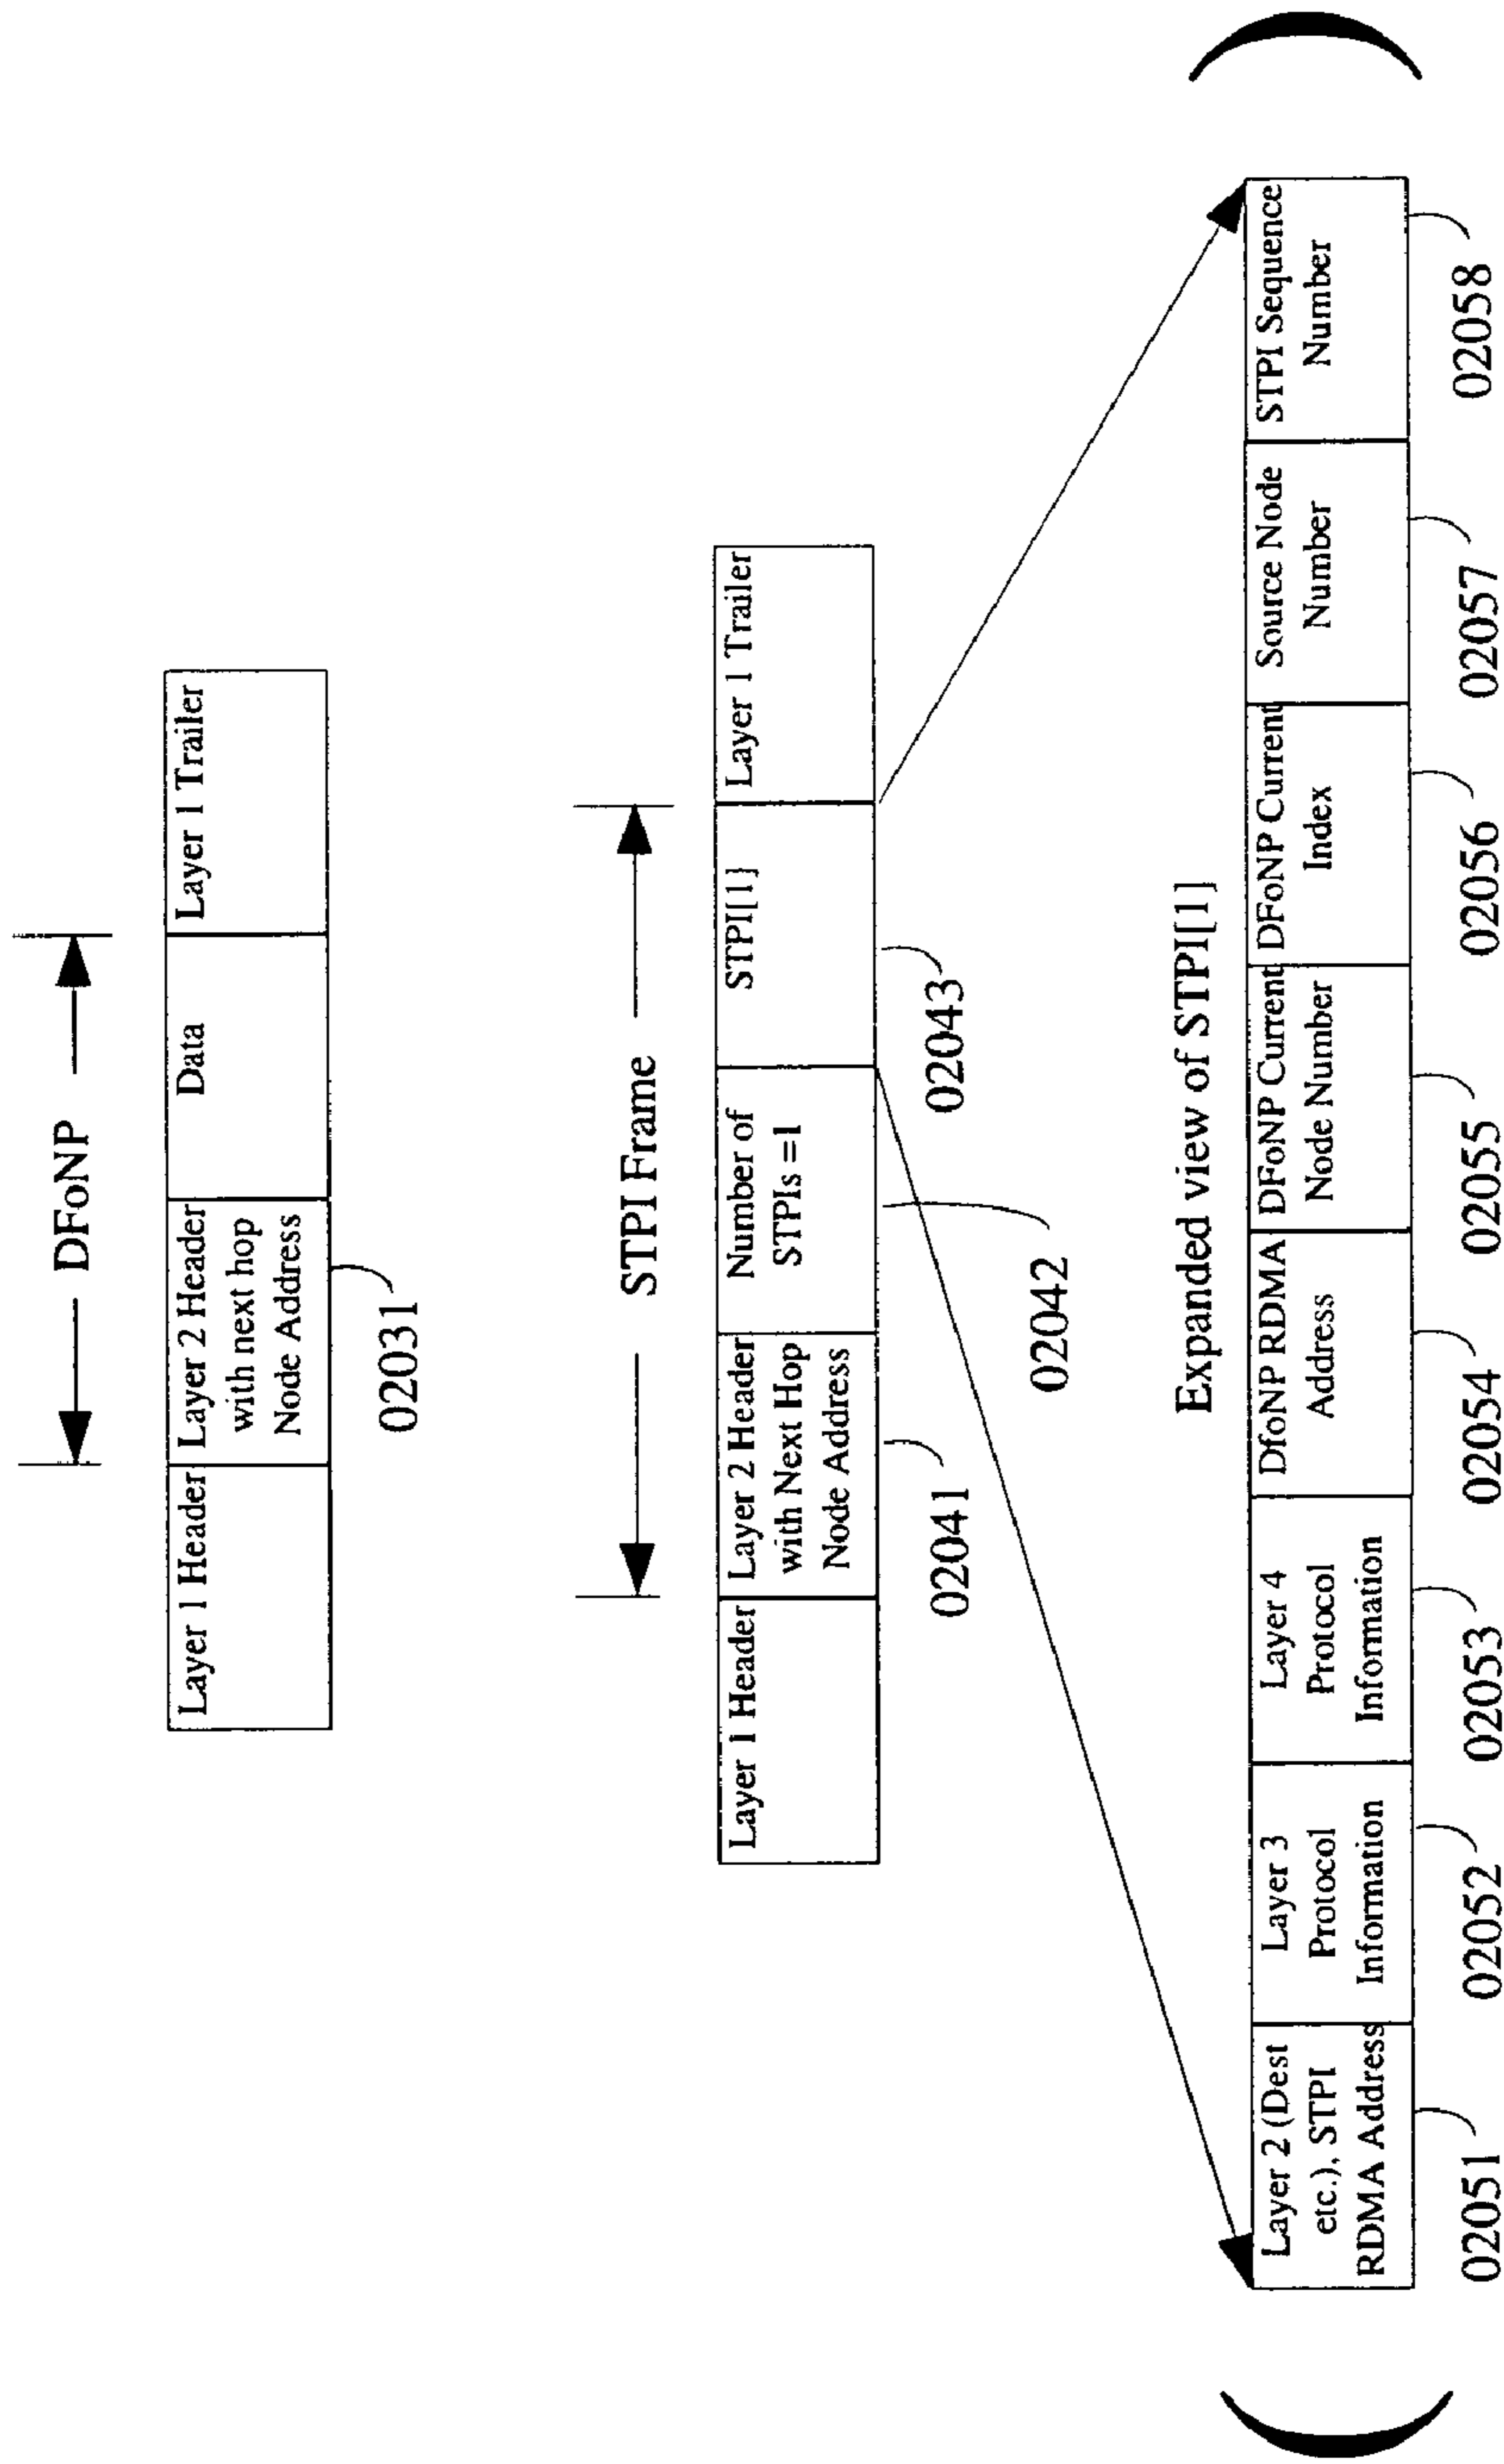 DFoNP
Layer 1 Header
Layer 2 Header
with next hop
Node Address
Data
Layer 1 Trailer
02031
STPI Frame
Layer 1 Header
Layer 2 Header
with Next Hop
Node Address
Number of
STPIs =1
STPI[1]
Layer 1 Trailer
02041
02042
02043
Expanded view of STPI[1]
Layer 2 (Dest
etc.), STPI
RDMA Address
Layer 3
Protocol
Information
Layer 4
Protocol
Information
DfoNP RDMA
Address
DFoNP Current
Node Number
DFoNP Current
Index
Source Node
Number
STPI Sequence
Number
02051
02052
02053
02054
02055
02056
02057
02058